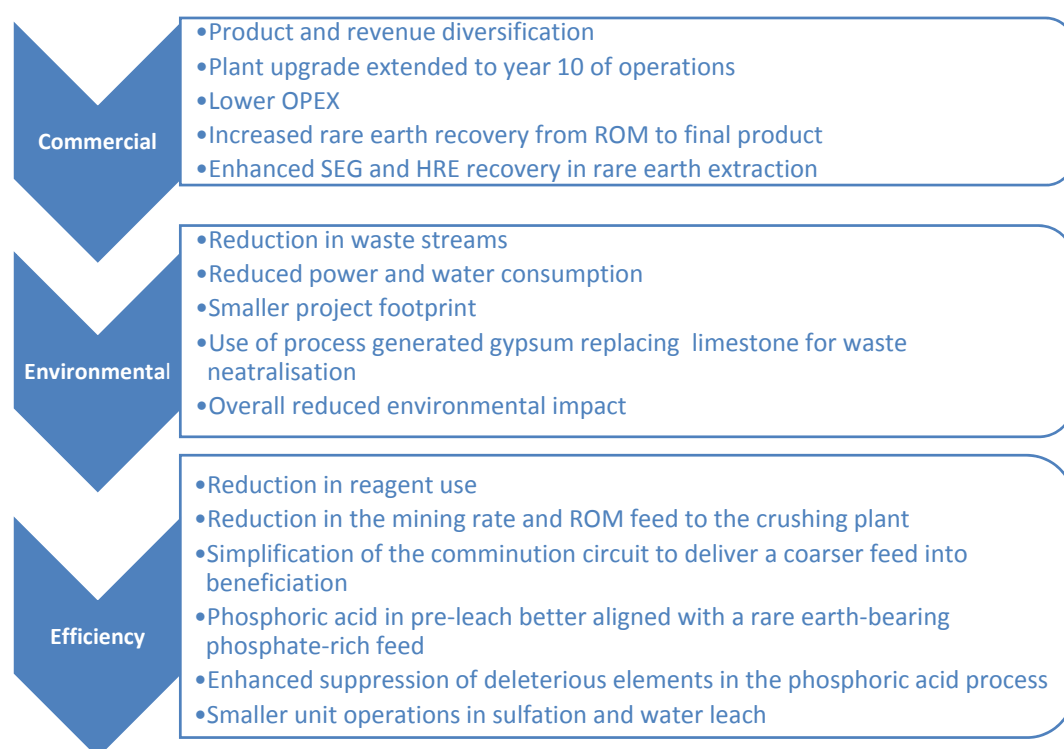 Commercial
•Product and revenue diversification
•Plant upgrade extended to year 10 of operations
•Lower OPEX
•Increased rare earth recovery from ROM to final product
•Enhanced SEG and HRE recovery in rare earth extraction
Environmental
•Reduction in waste streams
•Reduced power and water consumption
•Smaller project footprint
•Use of process generated gypsum replacing limestone for waste
neatralisation
•Overall reduced environmental impact
Efficiency
•Reduction in reagent use
•Reduction in the mining rate and ROM feed to the crushing plant
•Simplification of the comminution circuit to deliver a coarser feed into
beneficiation
•Phosphoric acid in pre-leach better aligned with a rare earth-bearing
phosphate-rich feed
•Enhanced suppression of deleterious elements in the phosphoric acid process
•Smaller unit operations in sulfation and water leach